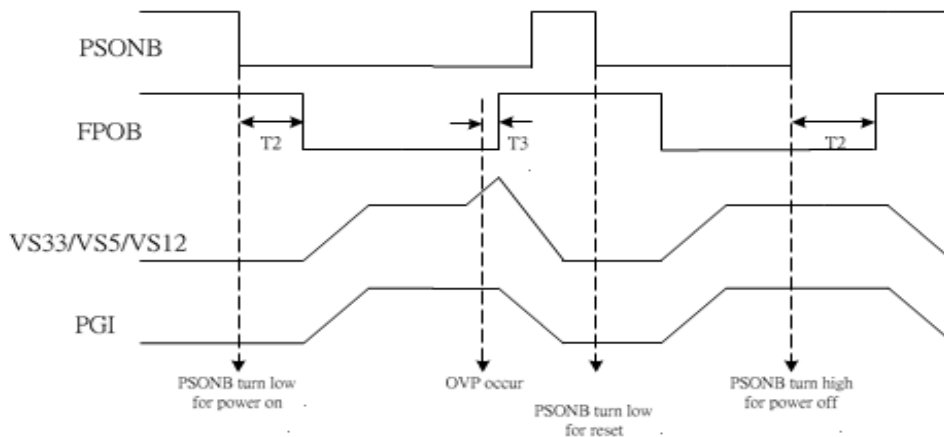 PSONB
FPOB
T2
T3
T2
VS33/VS5/VS12
PGI
PSONB turn low
for power on
OVP occur
PSONB turn low
for reset
PSONB turn high
for power off